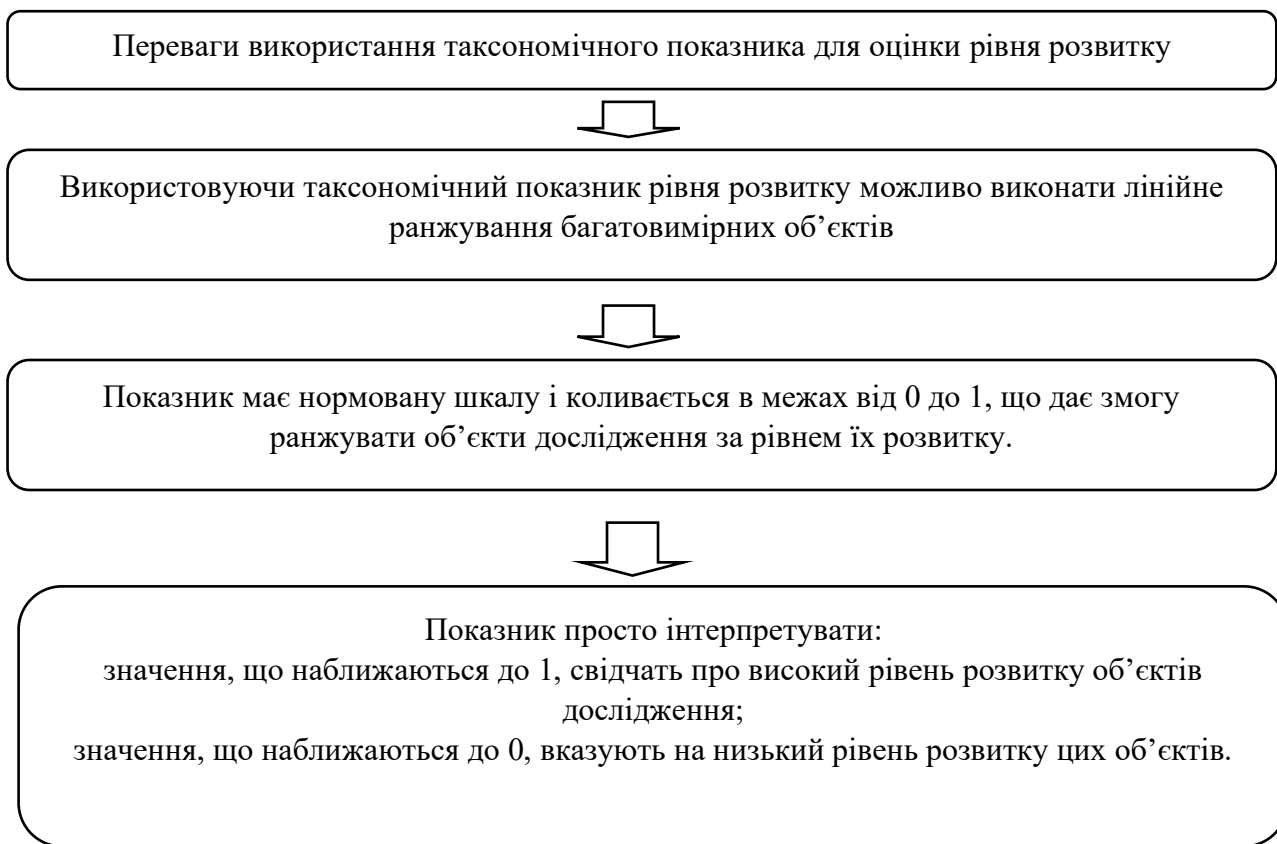 Переваги використання таксономічного показника для оцінки рівня розвитку
Використовуючи таксономічний показник рівня розвитку можливо виконати лінійне
ранжування багатовимірних об’єктів
Показник має нормовану шкалу і коливається в межах від 0 до 1, що дає змогу
ранжувати об’єкти дослідження за рівнем їх розвитку.
Показник просто інтерпретувати:
значення, що наближаються до 1, свідчать про високий рівень розвитку об’єктів
дослідження;
значення, що наближаються до 0, вказують на низький рівень розвитку цих об’єктів.